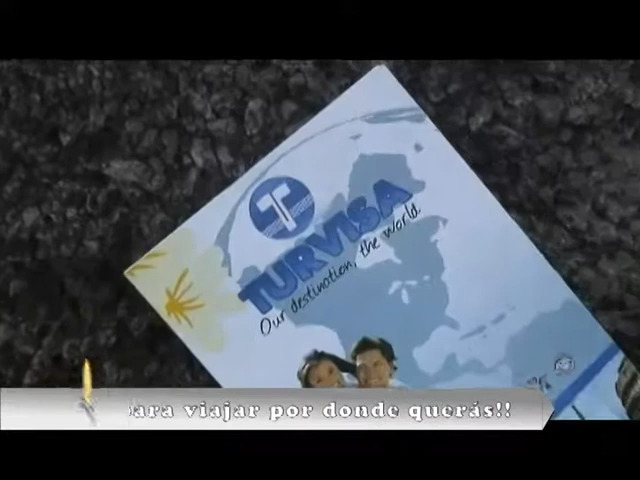 TURVISA
Our destination, the world
ara viajar por donde querás!!